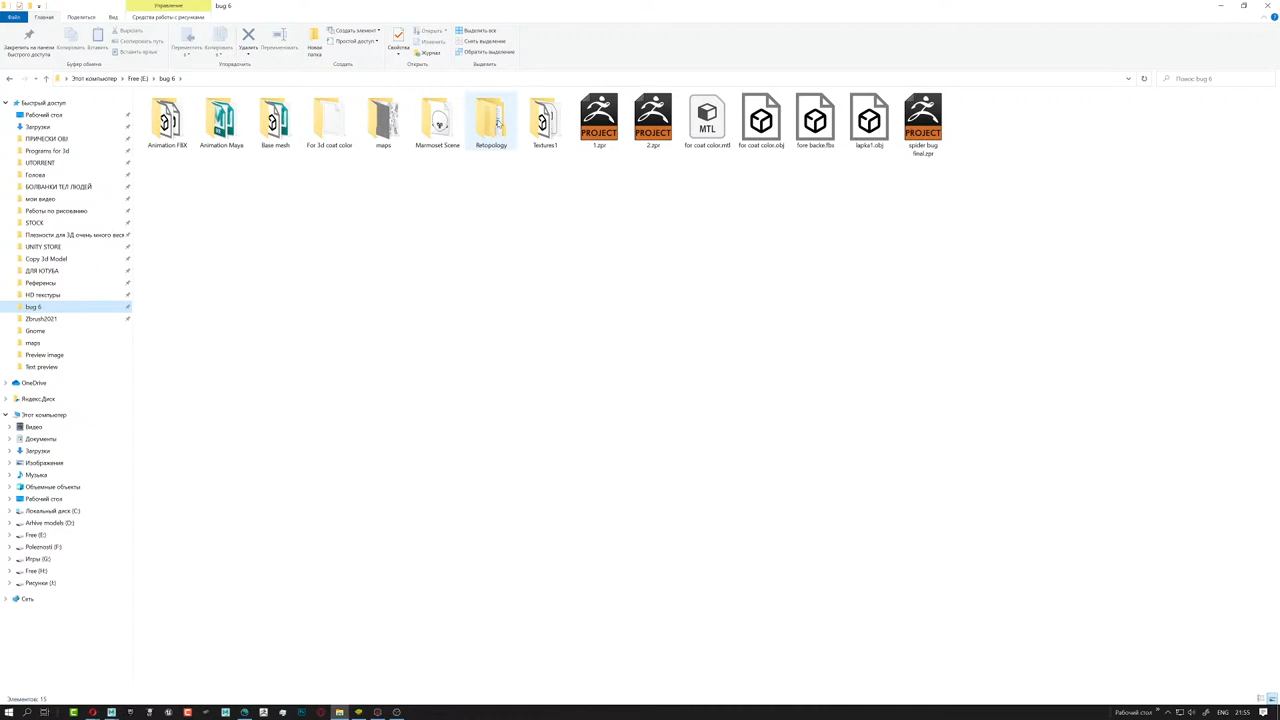 Управление
bug 6
Файл
Главная
Поделиться
Вид
Средства работы с рисунками
Закрепить на панели
быстрого доступа
Копировать
Вставить
Вырезать
Скопировать путь
Вставить ярлык
Буфер обмена
Переместить
в
Копировать
в
Удалить
Переименовать
Упорядочить
Новая
папка
Создать элемент
Простой доступ
Создать
Свойства
Открыть
Изменить
Журнал
Открыть
Выделить все
Снять выделение
Обратить выделение
Выделить
Этот компьютер
Free (E:)
bug 6
Поиск: bug 6
Быстрый доступ
Рабочий стол
Загрузки
ПРИЧЕСКИ OBJ
Programs for 3d
UTORRENT
Голова
БОЛВАНКИ ТЕЛ ЛЮДЕЙ
мои видео
Работы по рисованию
STOCK
Плезности для 3Д очень много веся
UNITY STORE
Copy 3d Model
ДЛЯ ЮТУБА
Референсы
HD текстуры
bug 6
Zbrush2021
Gnome
maps
Preview image
Text preview
OneDrive
Яндекс.Диск
Этот компьютер
Видео
Документы
Загрузки
Изображения
Музыка
Объемные объекты
Рабочий стол
Локальный диск (C:)
Arhive models (D:)
Free (E:)
Poleznosti (F:)
Игры (G:)
Free (H:)
Рисунки (I:)
Сеть
Animation FBX
Animation Maya
Base mesh
For 3d coat color
maps
Marmoset Scene
Retopology
Textures1
PROJECT
1.zpr
PROJECT
2.zpr
MTL
for coat color.mtl
for coat color.obj
fore backe.fbx
lapka1.obj
PROJECT
spider bug
final.zpr
Элементов: 15
Рабочий стол
ENG
21:55